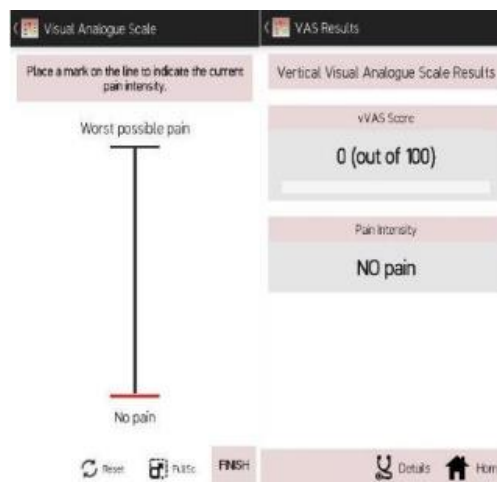 Visual Analogue Scale
Place a mark on the line to indicate the current
pain intensity.
Worst possible pain
No pain
Reset
FullSc
FINISH
VAS Results
Vertical Visual Analogue Scale Results
vVAS Score
0 (out of 100)
Pain Intensity
NO pain
Details
Hom